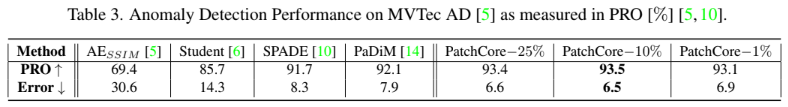 Table 3. Anomaly Detection Performance on MVTec AD [5] as measured in PRO [%] [5, 10].
Method AE_SSIM [5] Student [6] SPADE [10] PaDiM [14] PatchCore−25% PatchCore−10% PatchCore−1%
PRO ↑ 69.4 85.7 91.7 92.1 93.4 93.5 93.1
Error ↓ 30.6 14.3 8.3 7.9 6.6 6.5 6.9